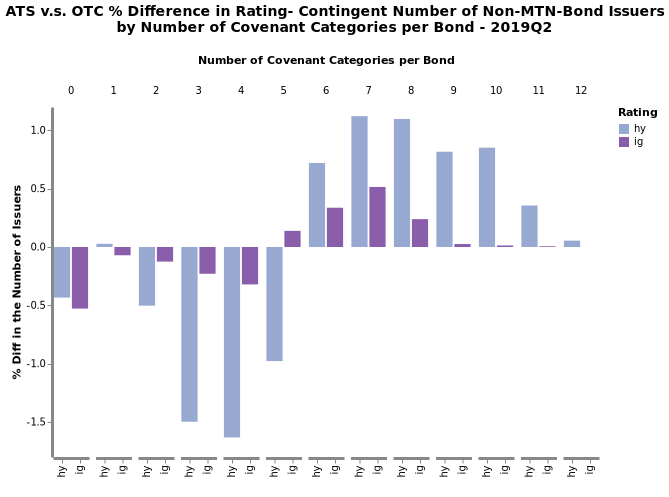 ATS v.s. OTC % Difference in Rating- Contingent Number of Non-MTN-Bond Issuers
by Number of Covenant Categories per Bond - 2019Q2
Number of Covenant Categories per Bond
0 1 2 3 4 5 6 7 8 9 10 11 12
Rating
hy
ig
% Diff in the Number of Issuers
1.0
0.5
0.0
-0.5
-1.0
-1.5
hy ig hy ig hy ig hy ig hy ig hy ig hy ig hy ig hy ig hy ig hy ig hy ig hy ig